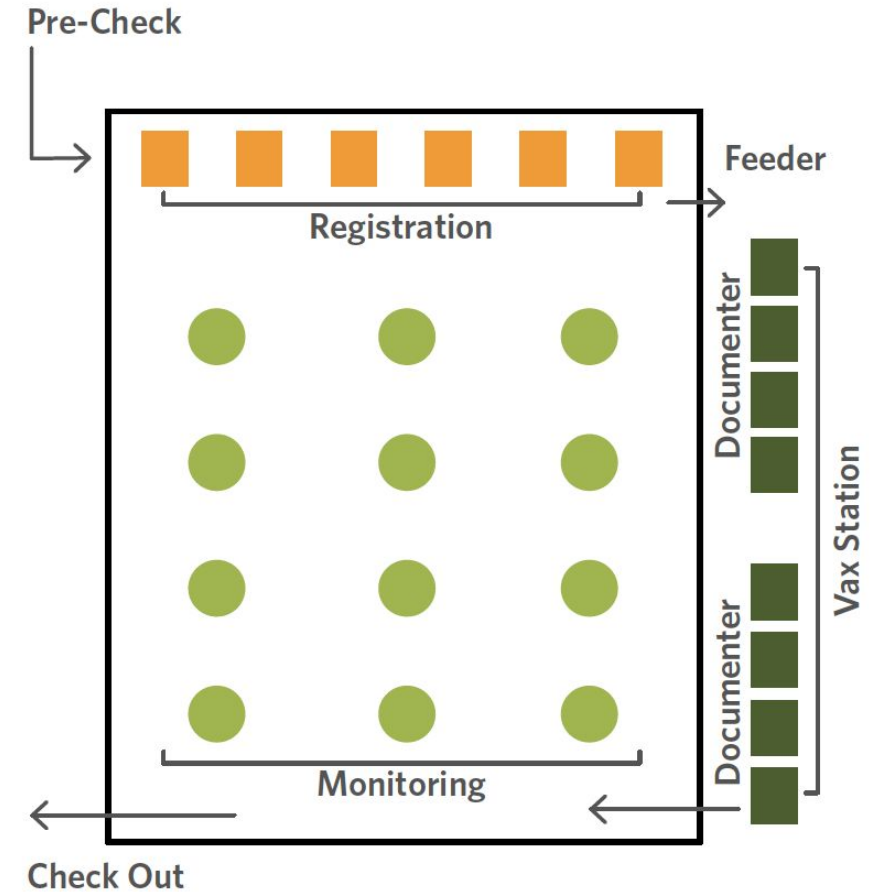 Pre-Check
Feeder
Registration
Documenter
Vax Station
Documenter
Monitoring
Check Out